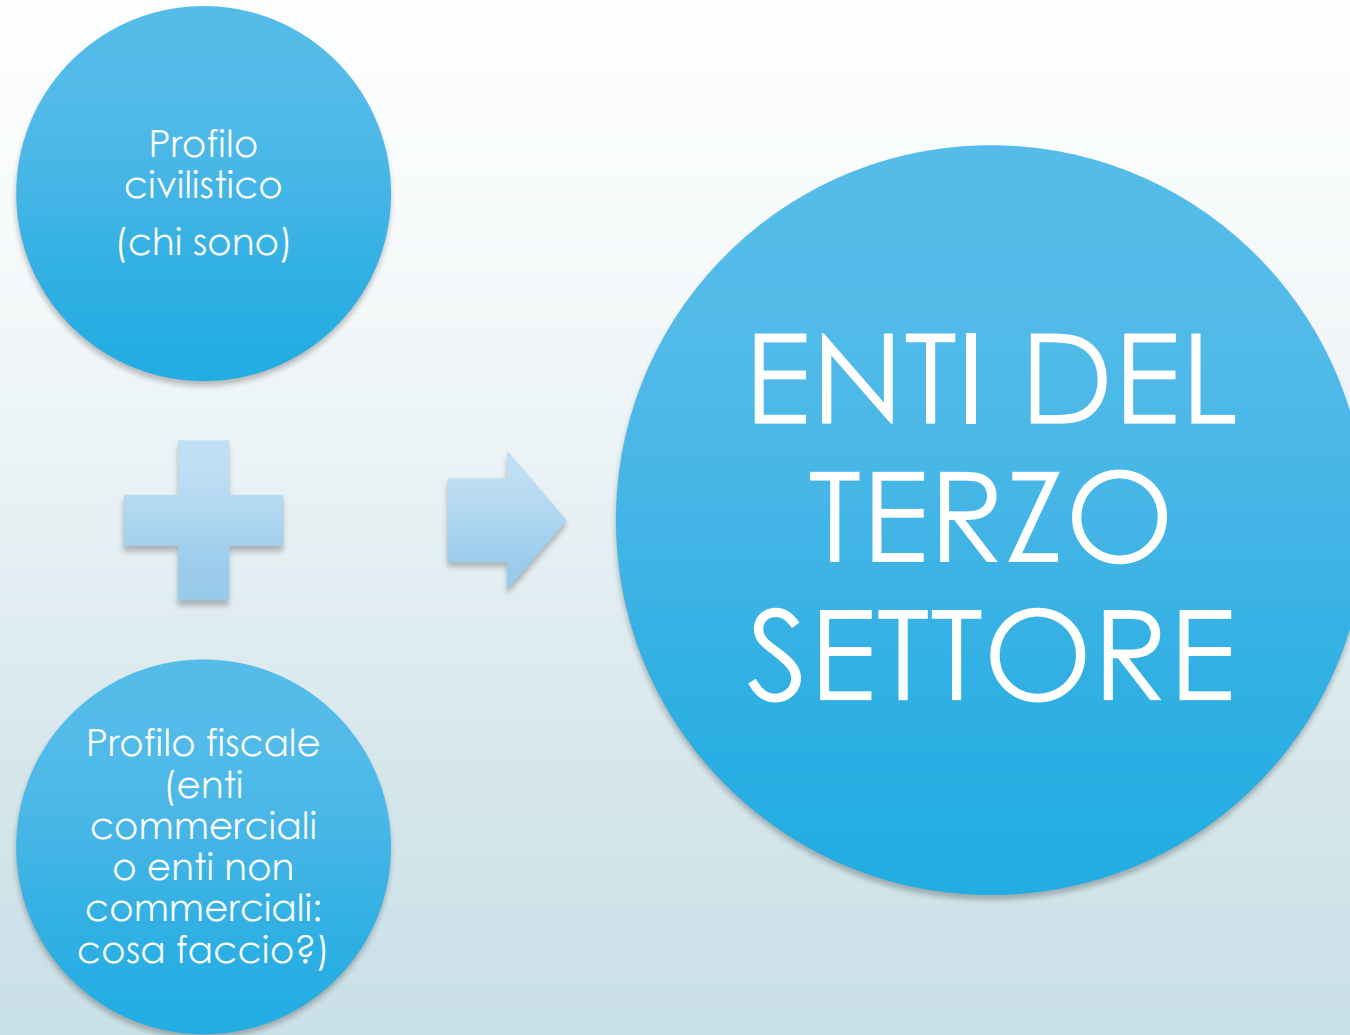 Profilo
civilistico
(chi sono)
Profilo fiscale
(enti
commerciali
o enti non
commerciali:
cosa faccio?)
ENTI DEL
TERZO
SETTORE